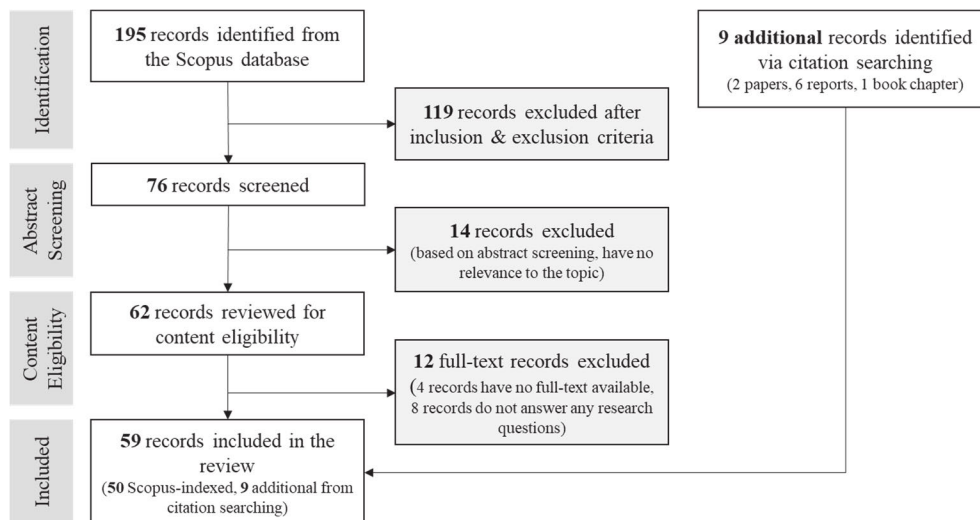 Identification
195 records identified from
the Scopus database
9 additional records identified
via citation searching
(2 papers, 6 reports, 1 book chapter)
119 records excluded after
inclusion & exclusion criteria
Abstract
Screening
76 records screened
14 records excluded
(based on abstract screening, have no
relevance to the topic)
Content
Eligibility
62 records reviewed for
content eligibility
12 full-text records excluded
(4 records have no full-text available,
8 records do not answer any research
questions)
Included
59 records included in the
review
(50 Scopus-indexed, 9 additional from
citation searching)